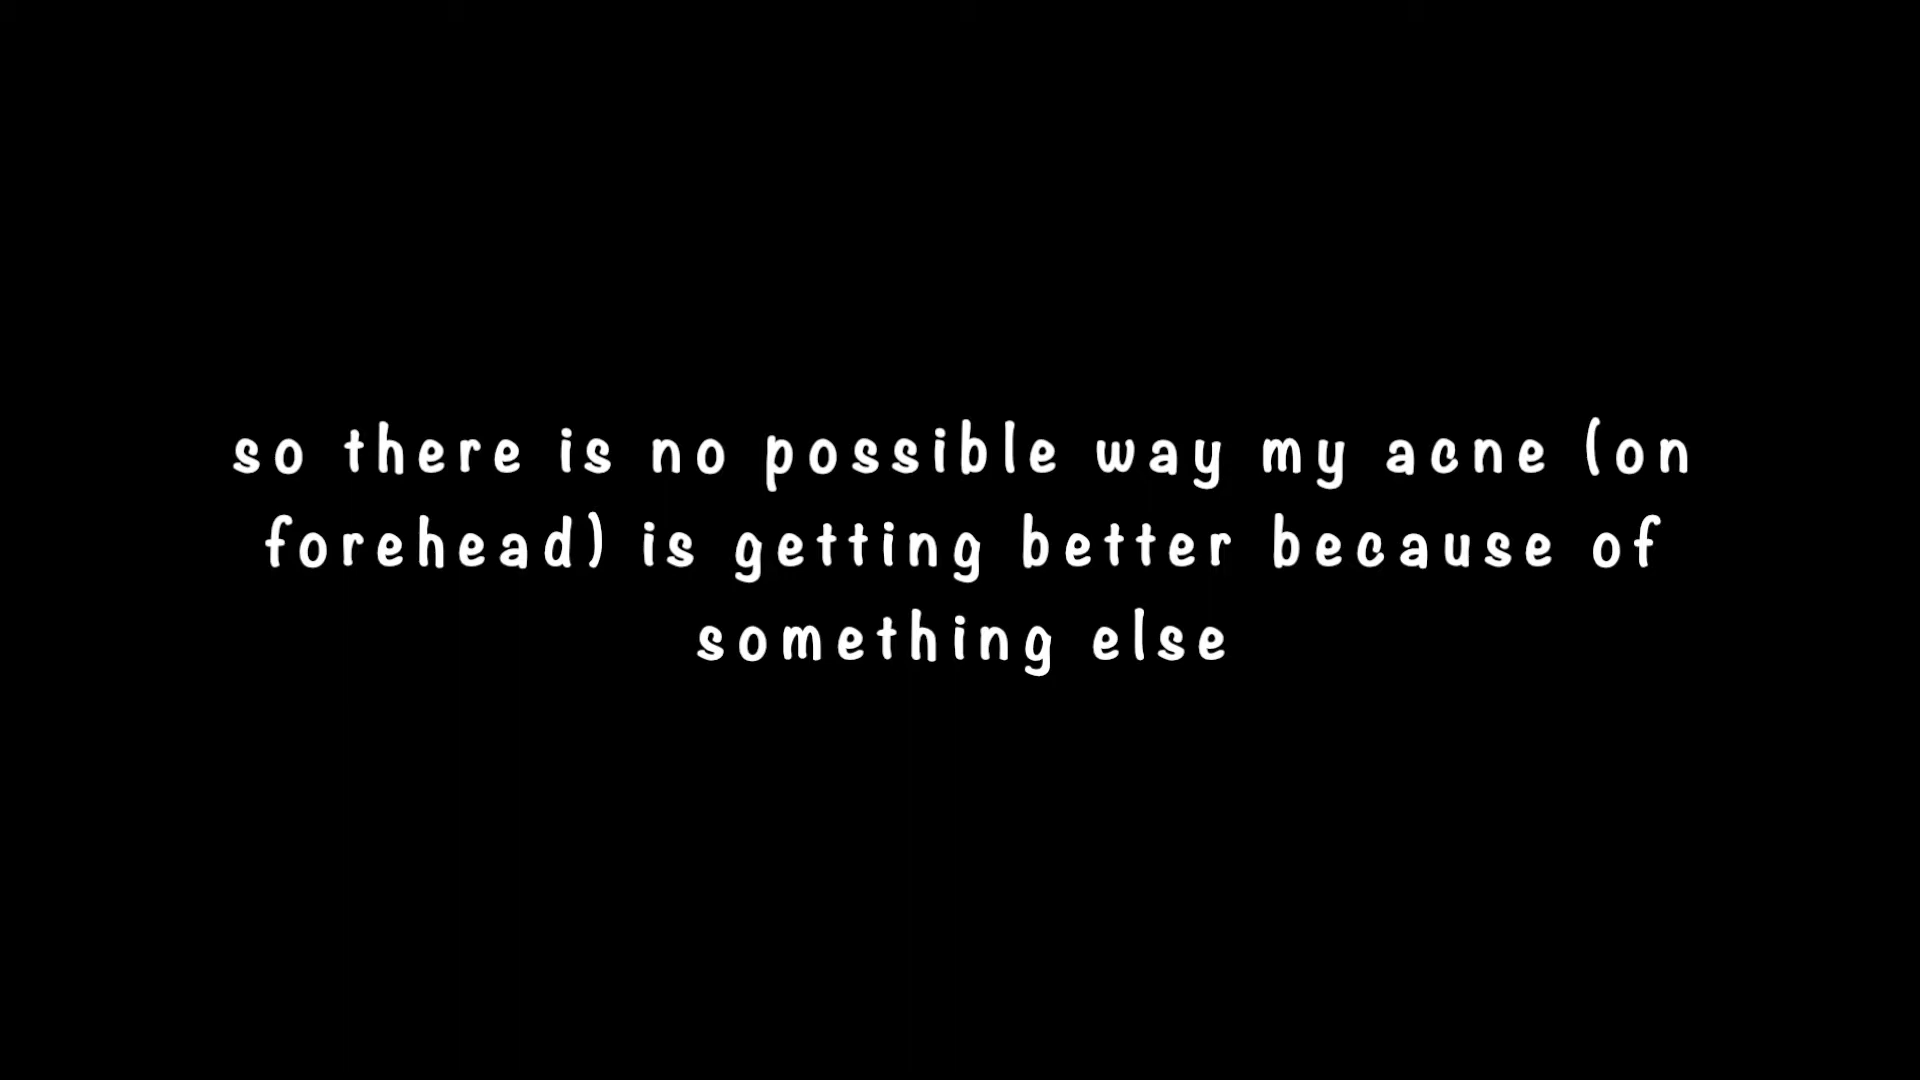 so there is no possible way my acne (on
forehead) is getting better because of
something else